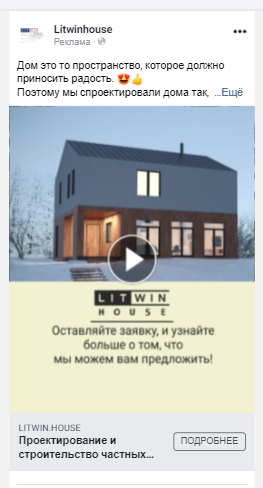 Litwinhouse
Реклама ·
Дом это то пространство, которое должно
приносить радость. 😍👍
Поэтому мы спроектировали дома так, ...Ещё
LITWIN
HOUSE
Оставляйте заявку, и узнайте
больше о том, что
мы можем вам предложить!
LITWIN.HOUSE
Проектирование и
строительство частных...
ПОДРОБНЕЕ